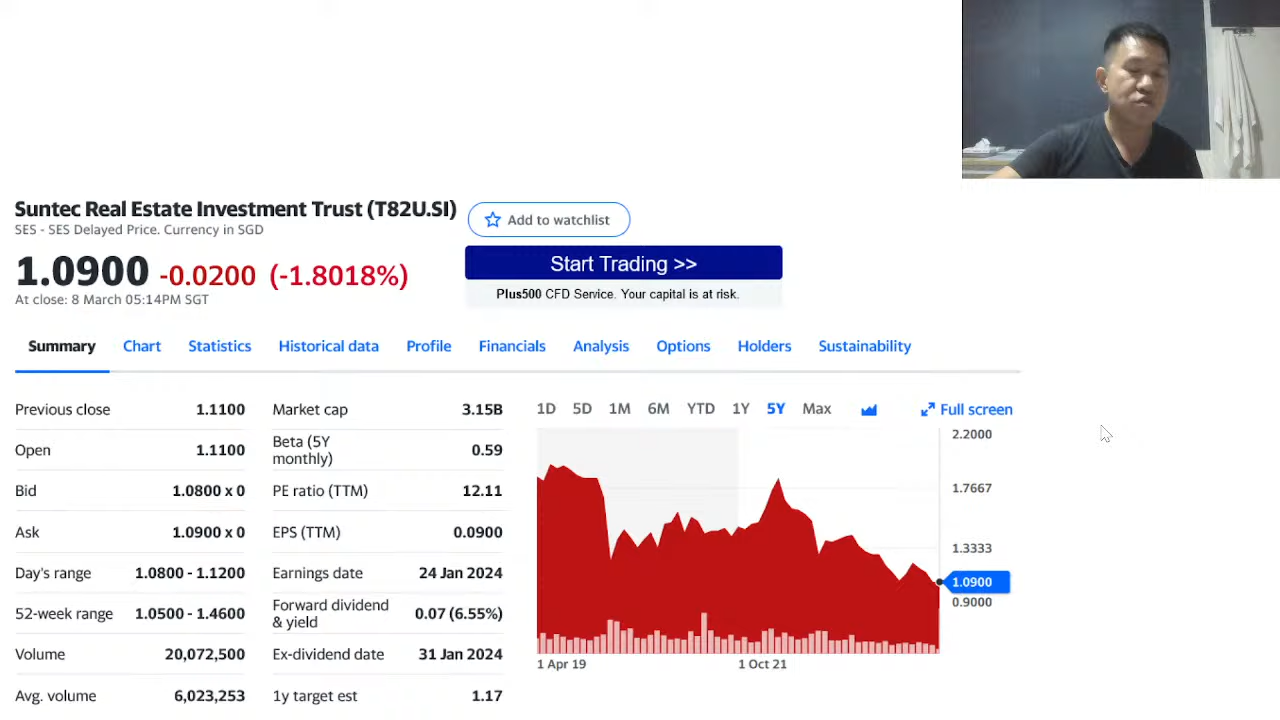 Suntec Real Estate Investment Trust (T82U.SI)
Add to watchlist
SES - SES Delayed Price. Currency in SGD
1.0900 -0.0200 (-1.8018%)
At close: 8 March 05:14PM SGT
Start Trading >>
Plus500 CFD Service. Your capital is at risk.
Summary Chart Statistics Historical data Profile Financials Analysis Options Holders Sustainability
Previous close 1.1100
Open 1.1100
Bid 1.0800 x 0
Ask 1.0900 x 0
Day's range 1.0800 - 1.1200
52-week range 1.0500 - 1.4600
Volume 20,072,500
Avg. volume 6,023,253
Market cap 3.15B
Beta (5Y
monthly) 0.59
PE ratio (TTM) 12.11
EPS (TTM) 0.0900
Earnings date 24 Jan 2024
Forward dividend
& yield 0.07 (6.55%)
Ex-dividend date 31 Jan 2024
1y target est 1.17
1D 5D 1M 6M YTD 1Y 5Y Max Full screen
2.2000
1.7667
1.3333
1.0900
0.9000
1 Apr 19 1 Oct 21